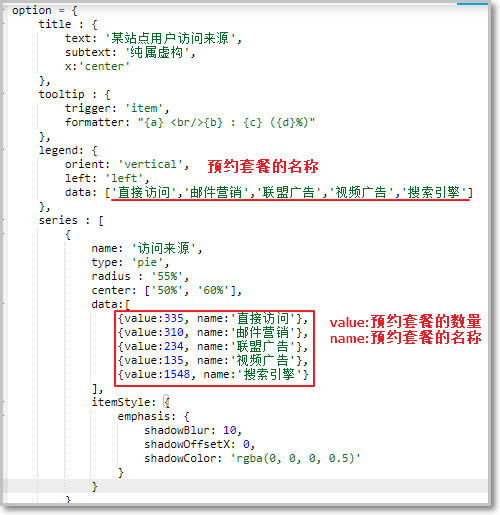 option = {
title : {
text: '某站点用户访问来源',
subtext: '纯属虚构',
x:'center'
},
tooltip : {
trigger: 'item',
formatter: "{a} <br/>{b} : {c} ({d}%)"
},
legend: {
orient: 'vertical', 预约套餐的名称
left: 'left',
data: ['直接访问','邮件营销','联盟广告','视频广告','搜索引擎']
},
series : [
{
name: '访问来源',
type: 'pie',
radius : '55%',
center: ['50%', '60%'],
data:[
{value:335, name:'直接访问'}, value:预约套餐的数量
{value:310, name:'邮件营销'}, name:预约套餐的名称
{value:234, name:'联盟广告'},
{value:135, name:'视频广告'},
{value:1548, name:'搜索引擎'}
],
itemStyle: {
emphasis: {
shadowBlur: 10,
shadowOffsetX: 0,
shadowColor: 'rgba(0, 0, 0, 0.5)'
}
}
}